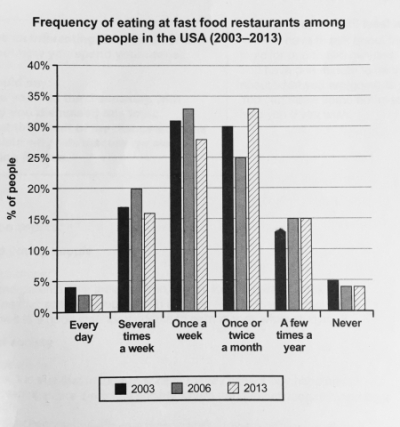 Frequency of eating at fast food restaurants among
people in the USA (2003–2013)
40%
35%
30%
25%
20%
15%
10%
5%
0%
% of people
Every
day
Several
times
a week
Once a
week
Once or
twice
a month
A few
times a
year
Never
2003
2006
2013